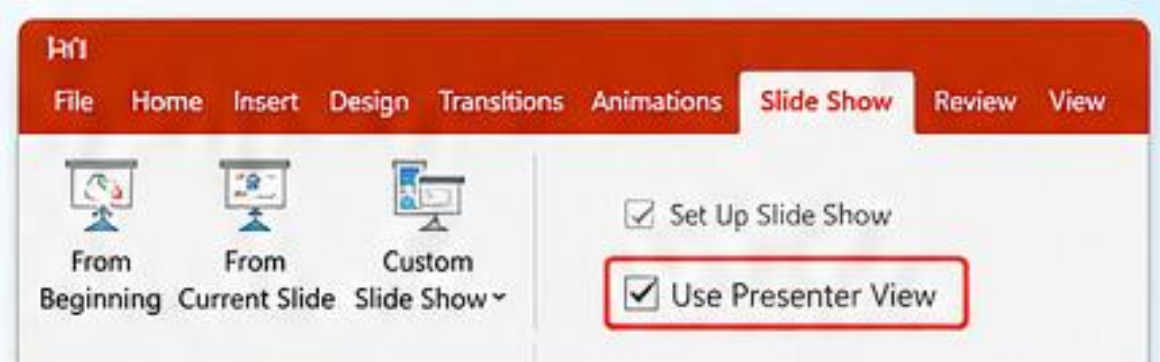 File Home Insert Design Transitions Animations Slide Show Review View
From Beginning
From Current Slide
Custom Slide Show
Set Up Slide Show
Use Presenter View